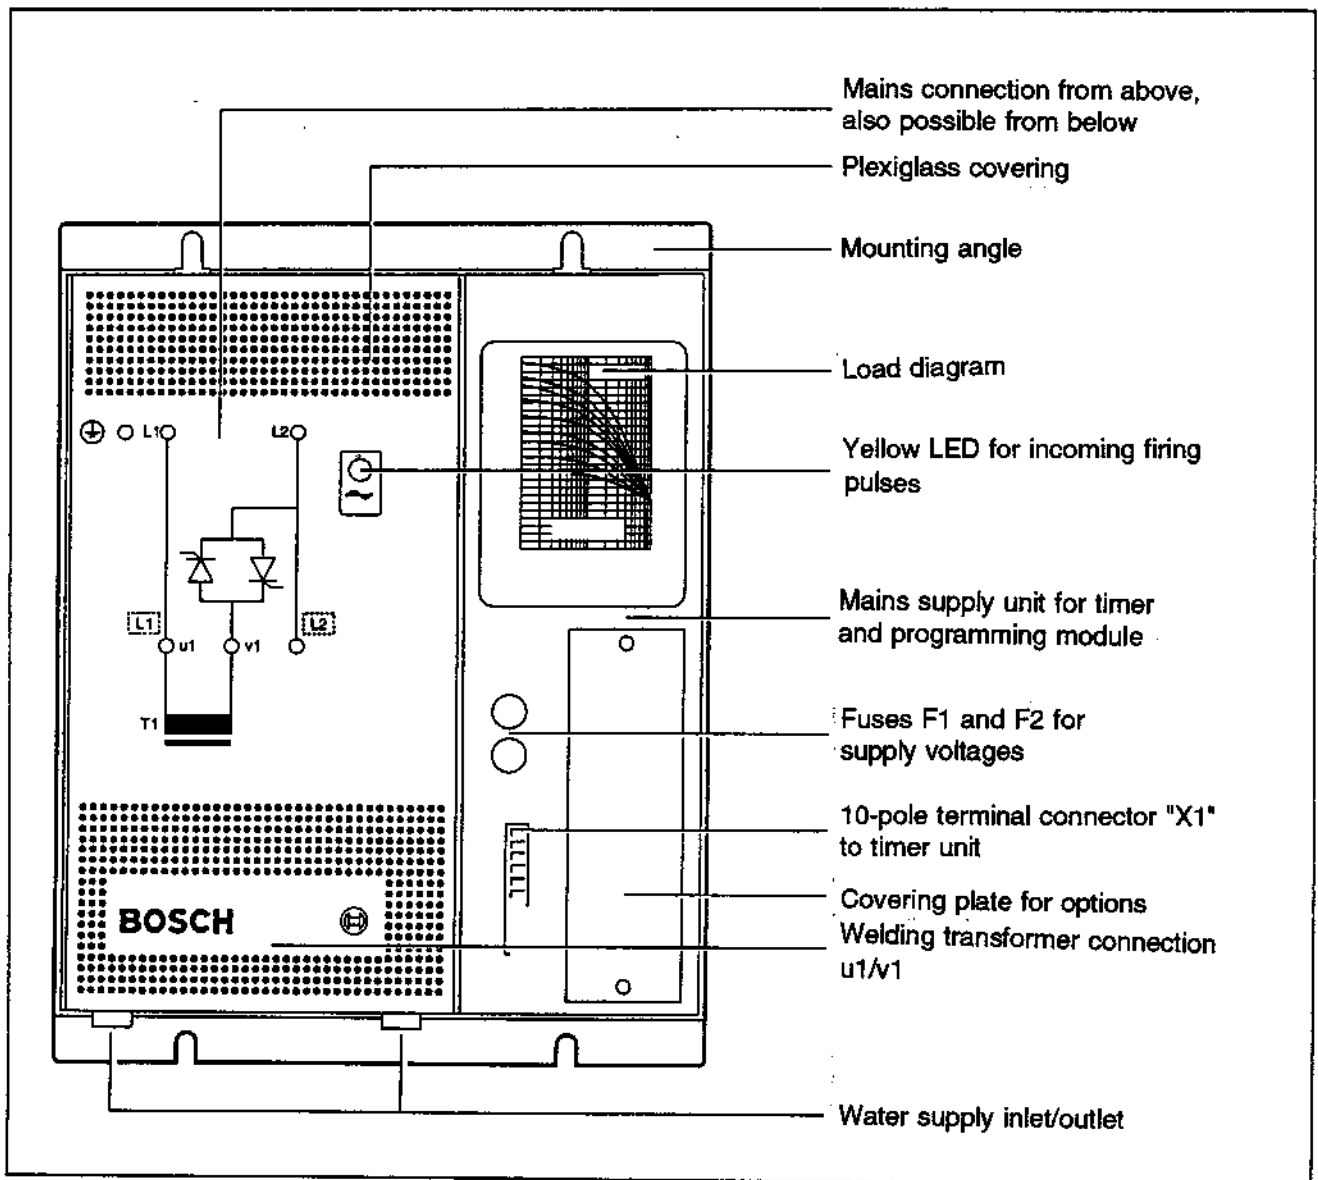 Mains connection from above,
also possible from below
Plexiglass covering
Mounting angle
Load diagram
L1
L2
Yellow LED for incoming firing
pulses
L1
L2
u1
v1
Mains supply unit for timer
and programming module
T1
Fuses F1 and F2 for
supply voltages
10-pole terminal connector "X1"
to timer unit
Covering plate for options
BOSCH
Welding transformer connection
u1/v1
Water supply inlet/outlet